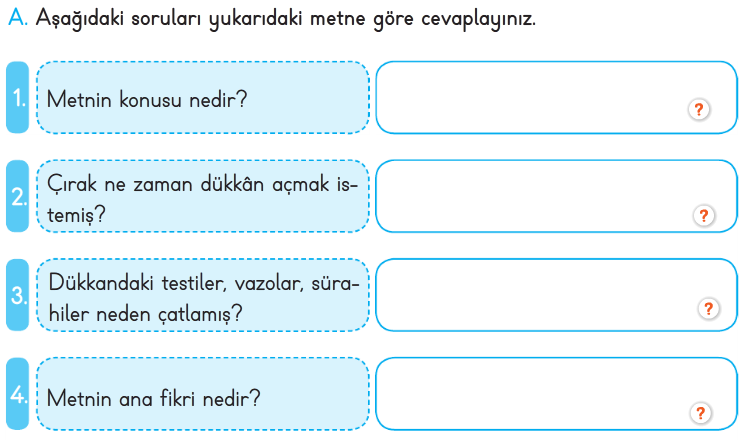 A. Aşağıdaki soruları yukarıdaki metne göre cevaplayınız.
1. Metnin konusu nedir?
?
2. Çırak ne zaman dükkân açmak is-
temiş?
?
3. Dükkandaki testiler, vazolar, süra-
hiler neden çatlamış?
?
4. Metnin ana fikri nedir?
?